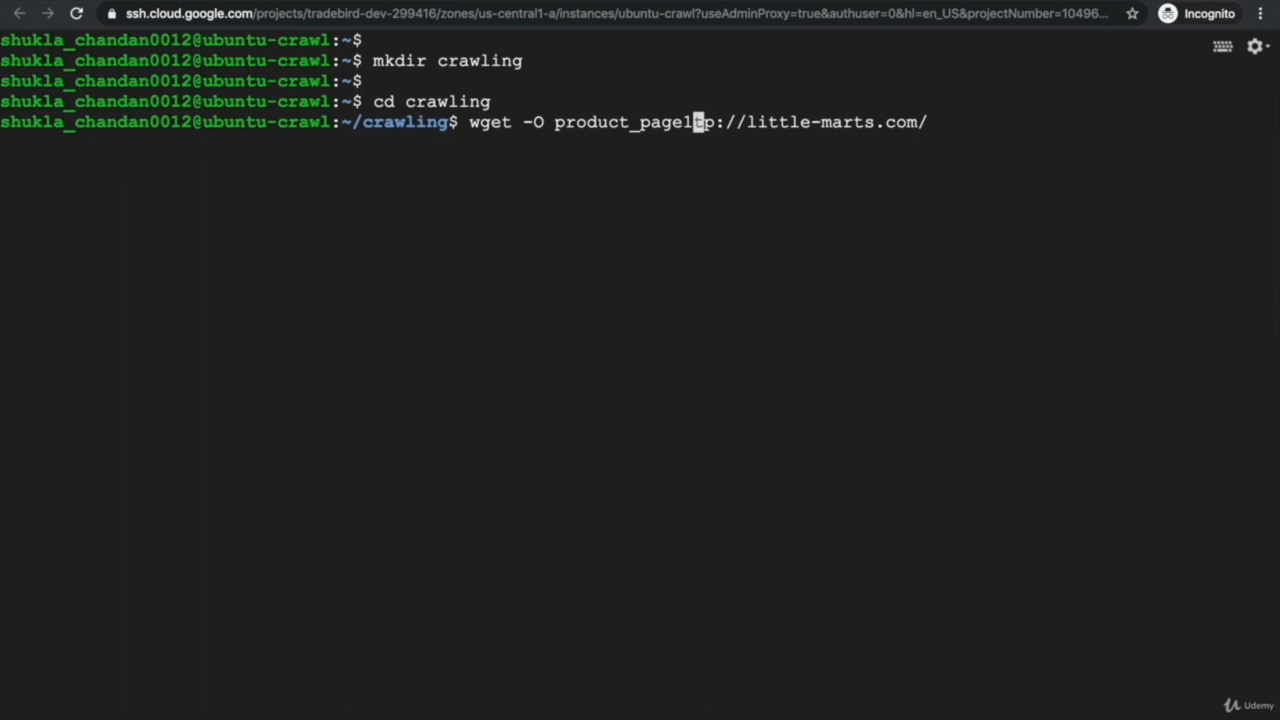 ssh.cloud.google.com/projects/tradebird-dev-299416/zones/us-central1-a/instances/ubuntu-crawl?useAdminProxy=true&authuser=0&hl=en_US&projectNumber=10496... Incognito
shukla_chandan0012@ubuntu-crawl:~$
shukla_chandan0012@ubuntu-crawl:~$ mkdir crawling
shukla_chandan0012@ubuntu-crawl:~$
shukla_chandan0012@ubuntu-crawl:~$ cd crawling
shukla_chandan0012@ubuntu-crawl:~/crawling$ wget -O product_page1tp://little-marts.com/
Udemy